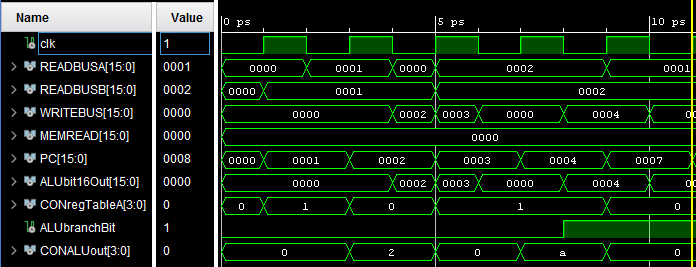 Name Value 0 ps 5 ps 10 ps
clk 1
READBUSA[15:0] 0001 0000 0001 0000 0002 0001
READBUSB[15:0] 0002 0000 0001 0002
WRITEBUS[15:0] 0000 0000 0002 0003 0000 0004 00
MEMREAD[15:0] 0000 0000
PC[15:0] 0008 0000 0001 0002 0003 0004 0007 00
ALUbit16Out[15:0] 0000 0000 0002 0003 0000 0004 00
CONregTableA[3:0] 0 0 1 0 1 0
ALUbranchBit 1
CONALUout[3:0] 0 0 2 0 a 0